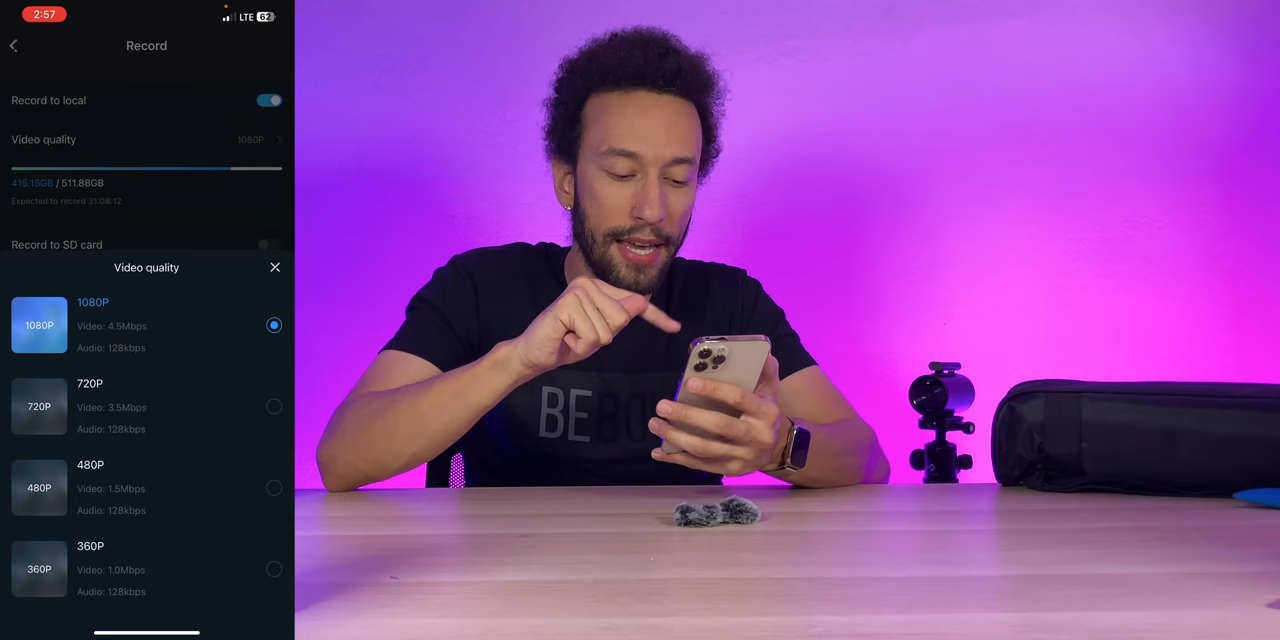 2:57
LTE 62
Record
Record to local
Video quality
1080P
415.15GB / 511.88GB
Expected to record 31:08:12
Record to SD card
Video quality
1080P
1080P
Video: 4.5Mbps
Audio: 128kbps
720P
720P
Video: 3.5Mbps
Audio: 128kbps
480P
480P
Video: 1.5Mbps
Audio: 128kbps
360P
360P
Video: 1.0Mbps
Audio: 128kbps
BEBO